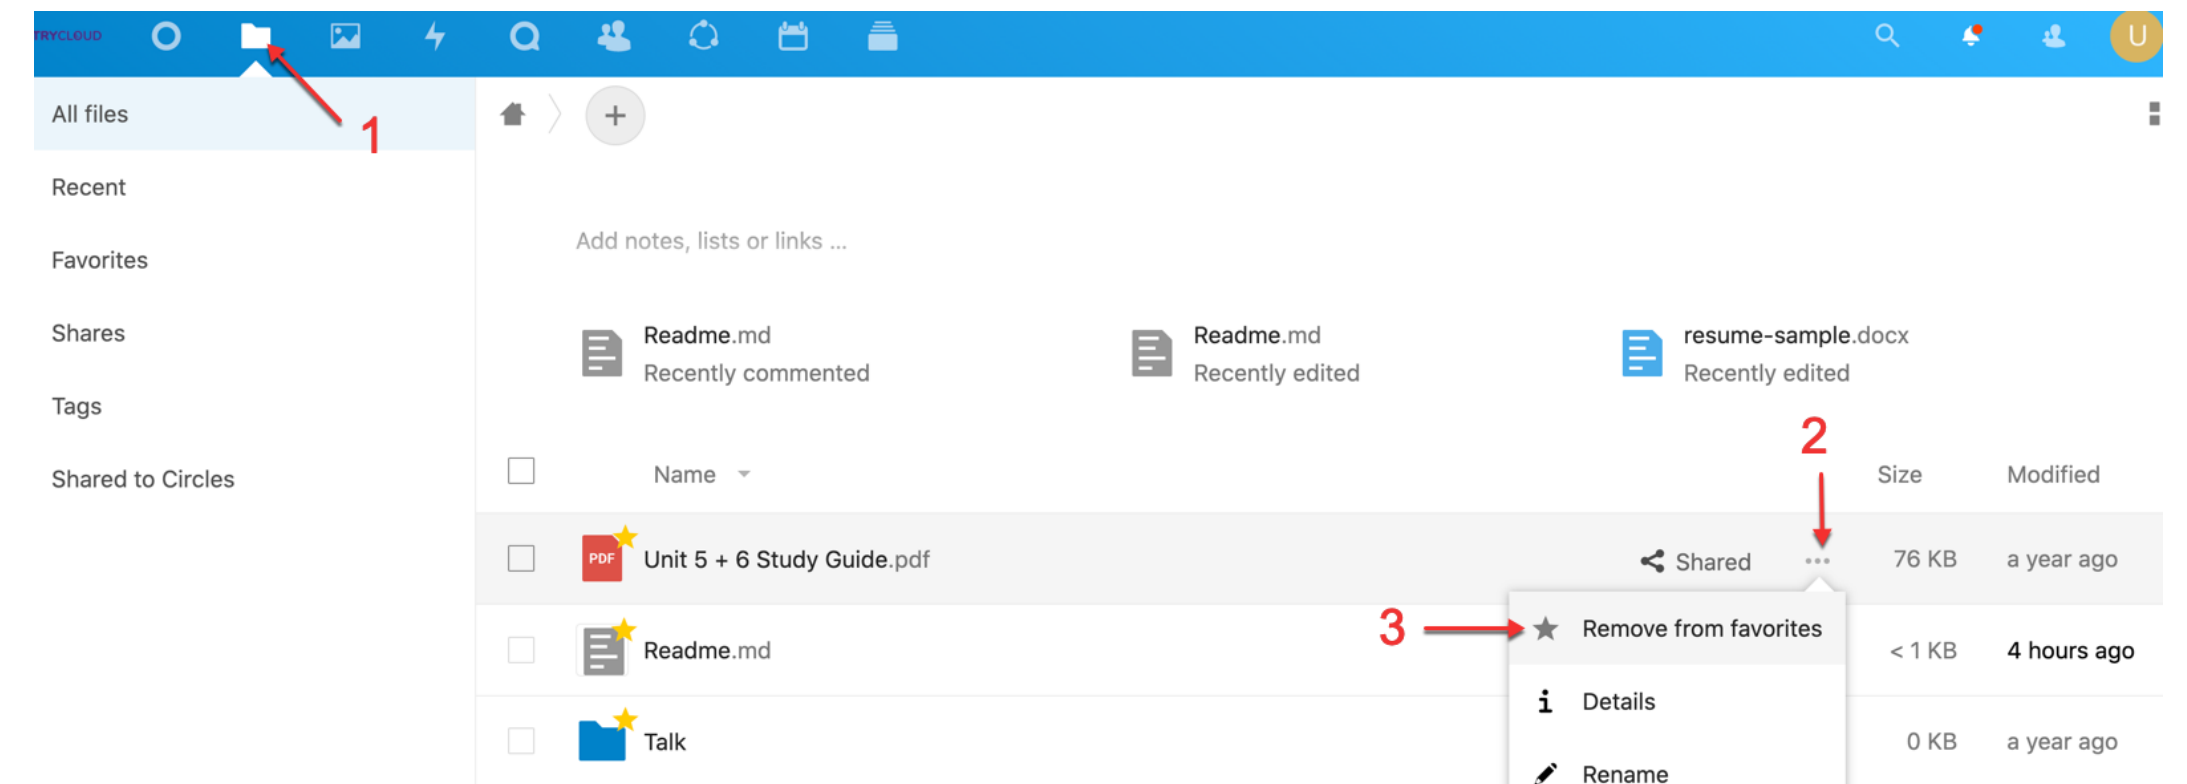 TRYCLOUD
U
1
All files
Recent
Favorites
Shares
Tags
Shared to Circles
+
Add notes, lists or links ...
Readme.md
Recently commented
Readme.md
Recently edited
resume-sample.docx
Recently edited
2
Name
Size
Modified
PDF
Unit 5 + 6 Study Guide.pdf
Shared
76 KB
a year ago
3
Remove from favorites
Readme.md
< 1 KB
4 hours ago
Details
Talk
0 KB
a year ago
Rename